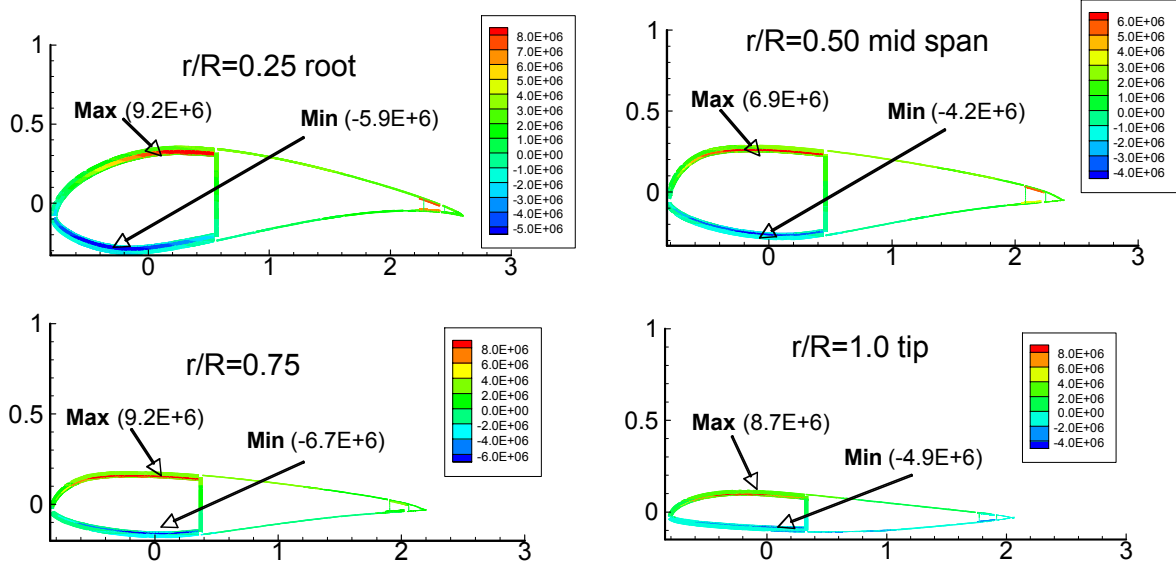 r/R=0.25 root
Max (9.2E+6)
Min (-5.9E+6)
1
0.5
0
0
1
2
3
8.0E+06
7.0E+06
6.0E+06
5.0E+06
4.0E+06
3.0E+06
2.0E+06
1.0E+06
0.0E+00
-1.0E+06
-2.0E+06
-3.0E+06
-4.0E+06
-5.0E+06
r/R=0.50 mid span
Max (6.9E+6)
Min (-4.2E+6)
1
0.5
0
0
1
2
3
6.0E+06
5.0E+06
4.0E+06
3.0E+06
2.0E+06
1.0E+06
0.0E+00
-1.0E+06
-2.0E+06
-3.0E+06
-4.0E+06
r/R=0.75
Max (9.2E+6)
Min (-6.7E+6)
1
0.5
0
0
1
2
3
8.0E+06
6.0E+06
4.0E+06
2.0E+06
0.0E+00
-2.0E+06
-4.0E+06
-6.0E+06
r/R=1.0 tip
Max (8.7E+6)
Min (-4.9E+6)
1
0.5
0
0
1
2
3
8.0E+06
6.0E+06
4.0E+06
2.0E+06
0.0E+00
-2.0E+06
-4.0E+06